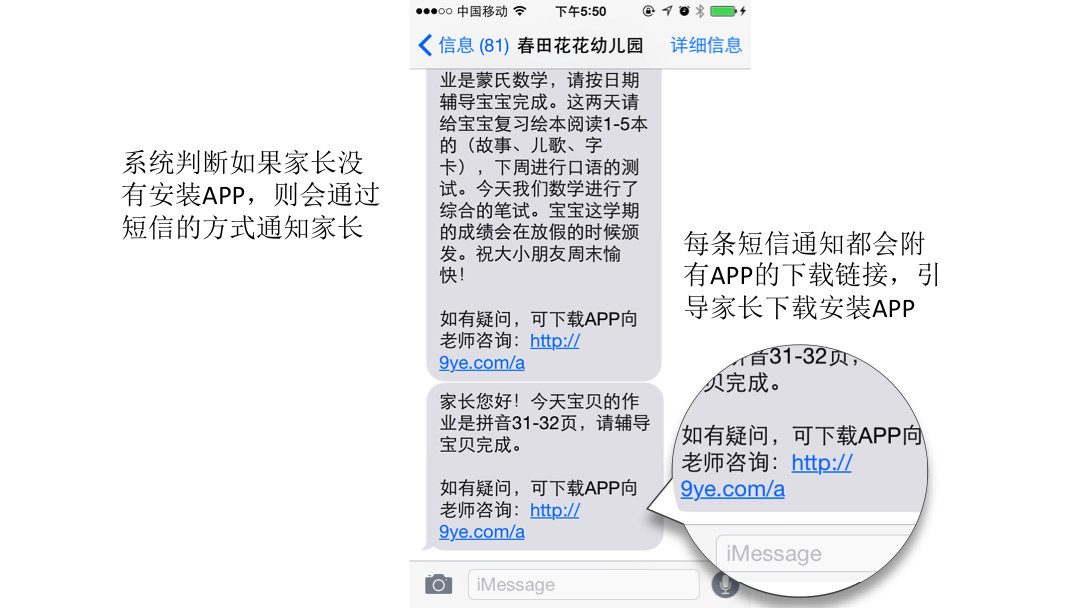 中国移动
下午5:50
信息 (81)
春田花花幼儿园
详细信息
业是蒙氏数学，请按日期
辅导宝宝完成。这两天请
给宝宝复习绘本阅读1-5本
的（故事、儿歌、字
卡），下周进行口语的测
试。今天我们数学进行了
综合的笔试。宝宝这学期
的成绩会在放假的时候颁
发。祝大小朋友周末愉
快！
如有疑问，可下载APP向
老师咨询：http://
9ye.com/a
家长您好！今天宝贝的作
业是拼音31-32页，请辅导
宝贝完成。
如有疑问，可下载APP向
老师咨询：http://
9ye.com/a
iMessage
系统判断如果家长没
有安装APP，则会通过
短信的方式通知家长
每条短信通知都会附
有APP的下载链接，引
导家长下载安装APP
拼音31-32页，
贝完成。
如有疑问，可下载APP向
老师咨询：http://
9ye.com/a
iMessage